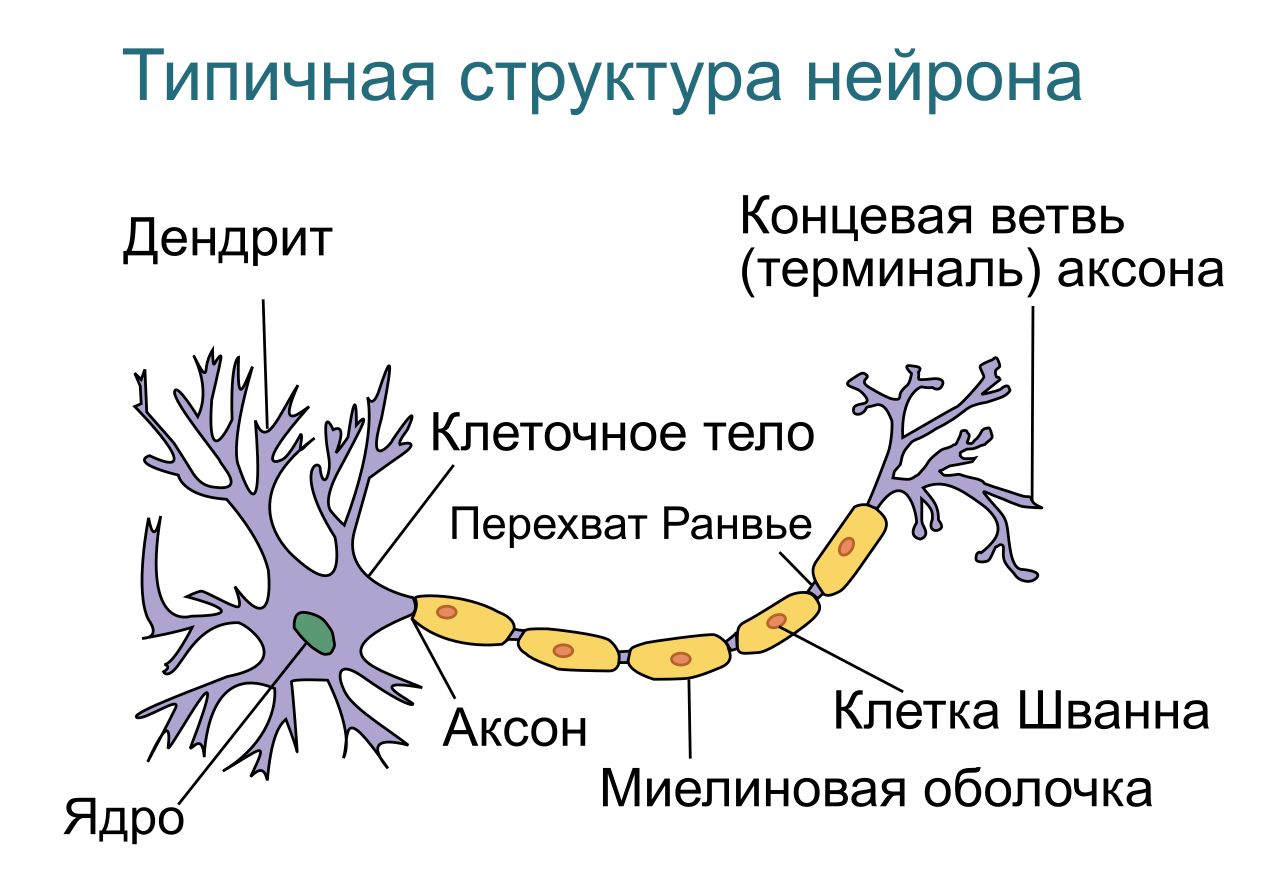 Типичная структура нейрона
Дендрит
Концевая ветвь
(терминаль) аксона
Клеточное тело
Перехват Ранвье
Клетка Шванна
Аксон
Миелиновая оболочка
Ядро